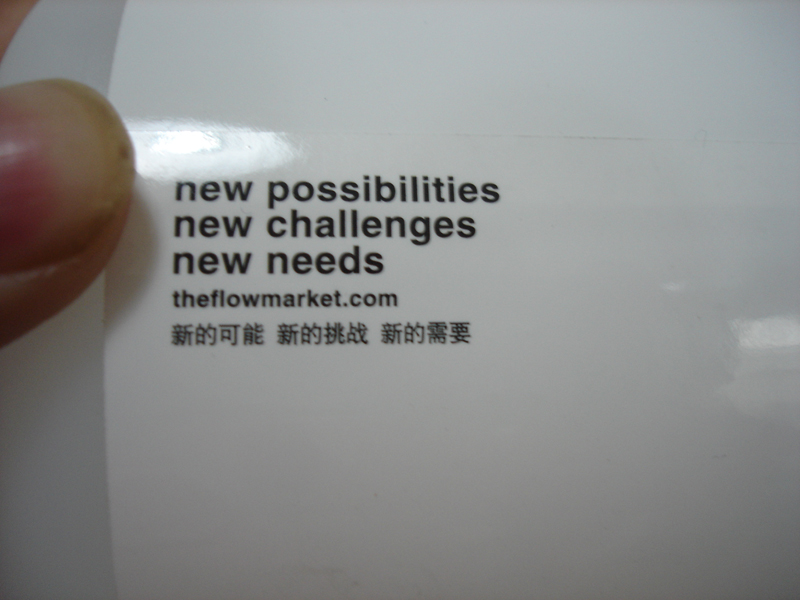 new possibilities
new challenges
new needs
theflowmarket.com
新的可能 新的挑战 新的需要